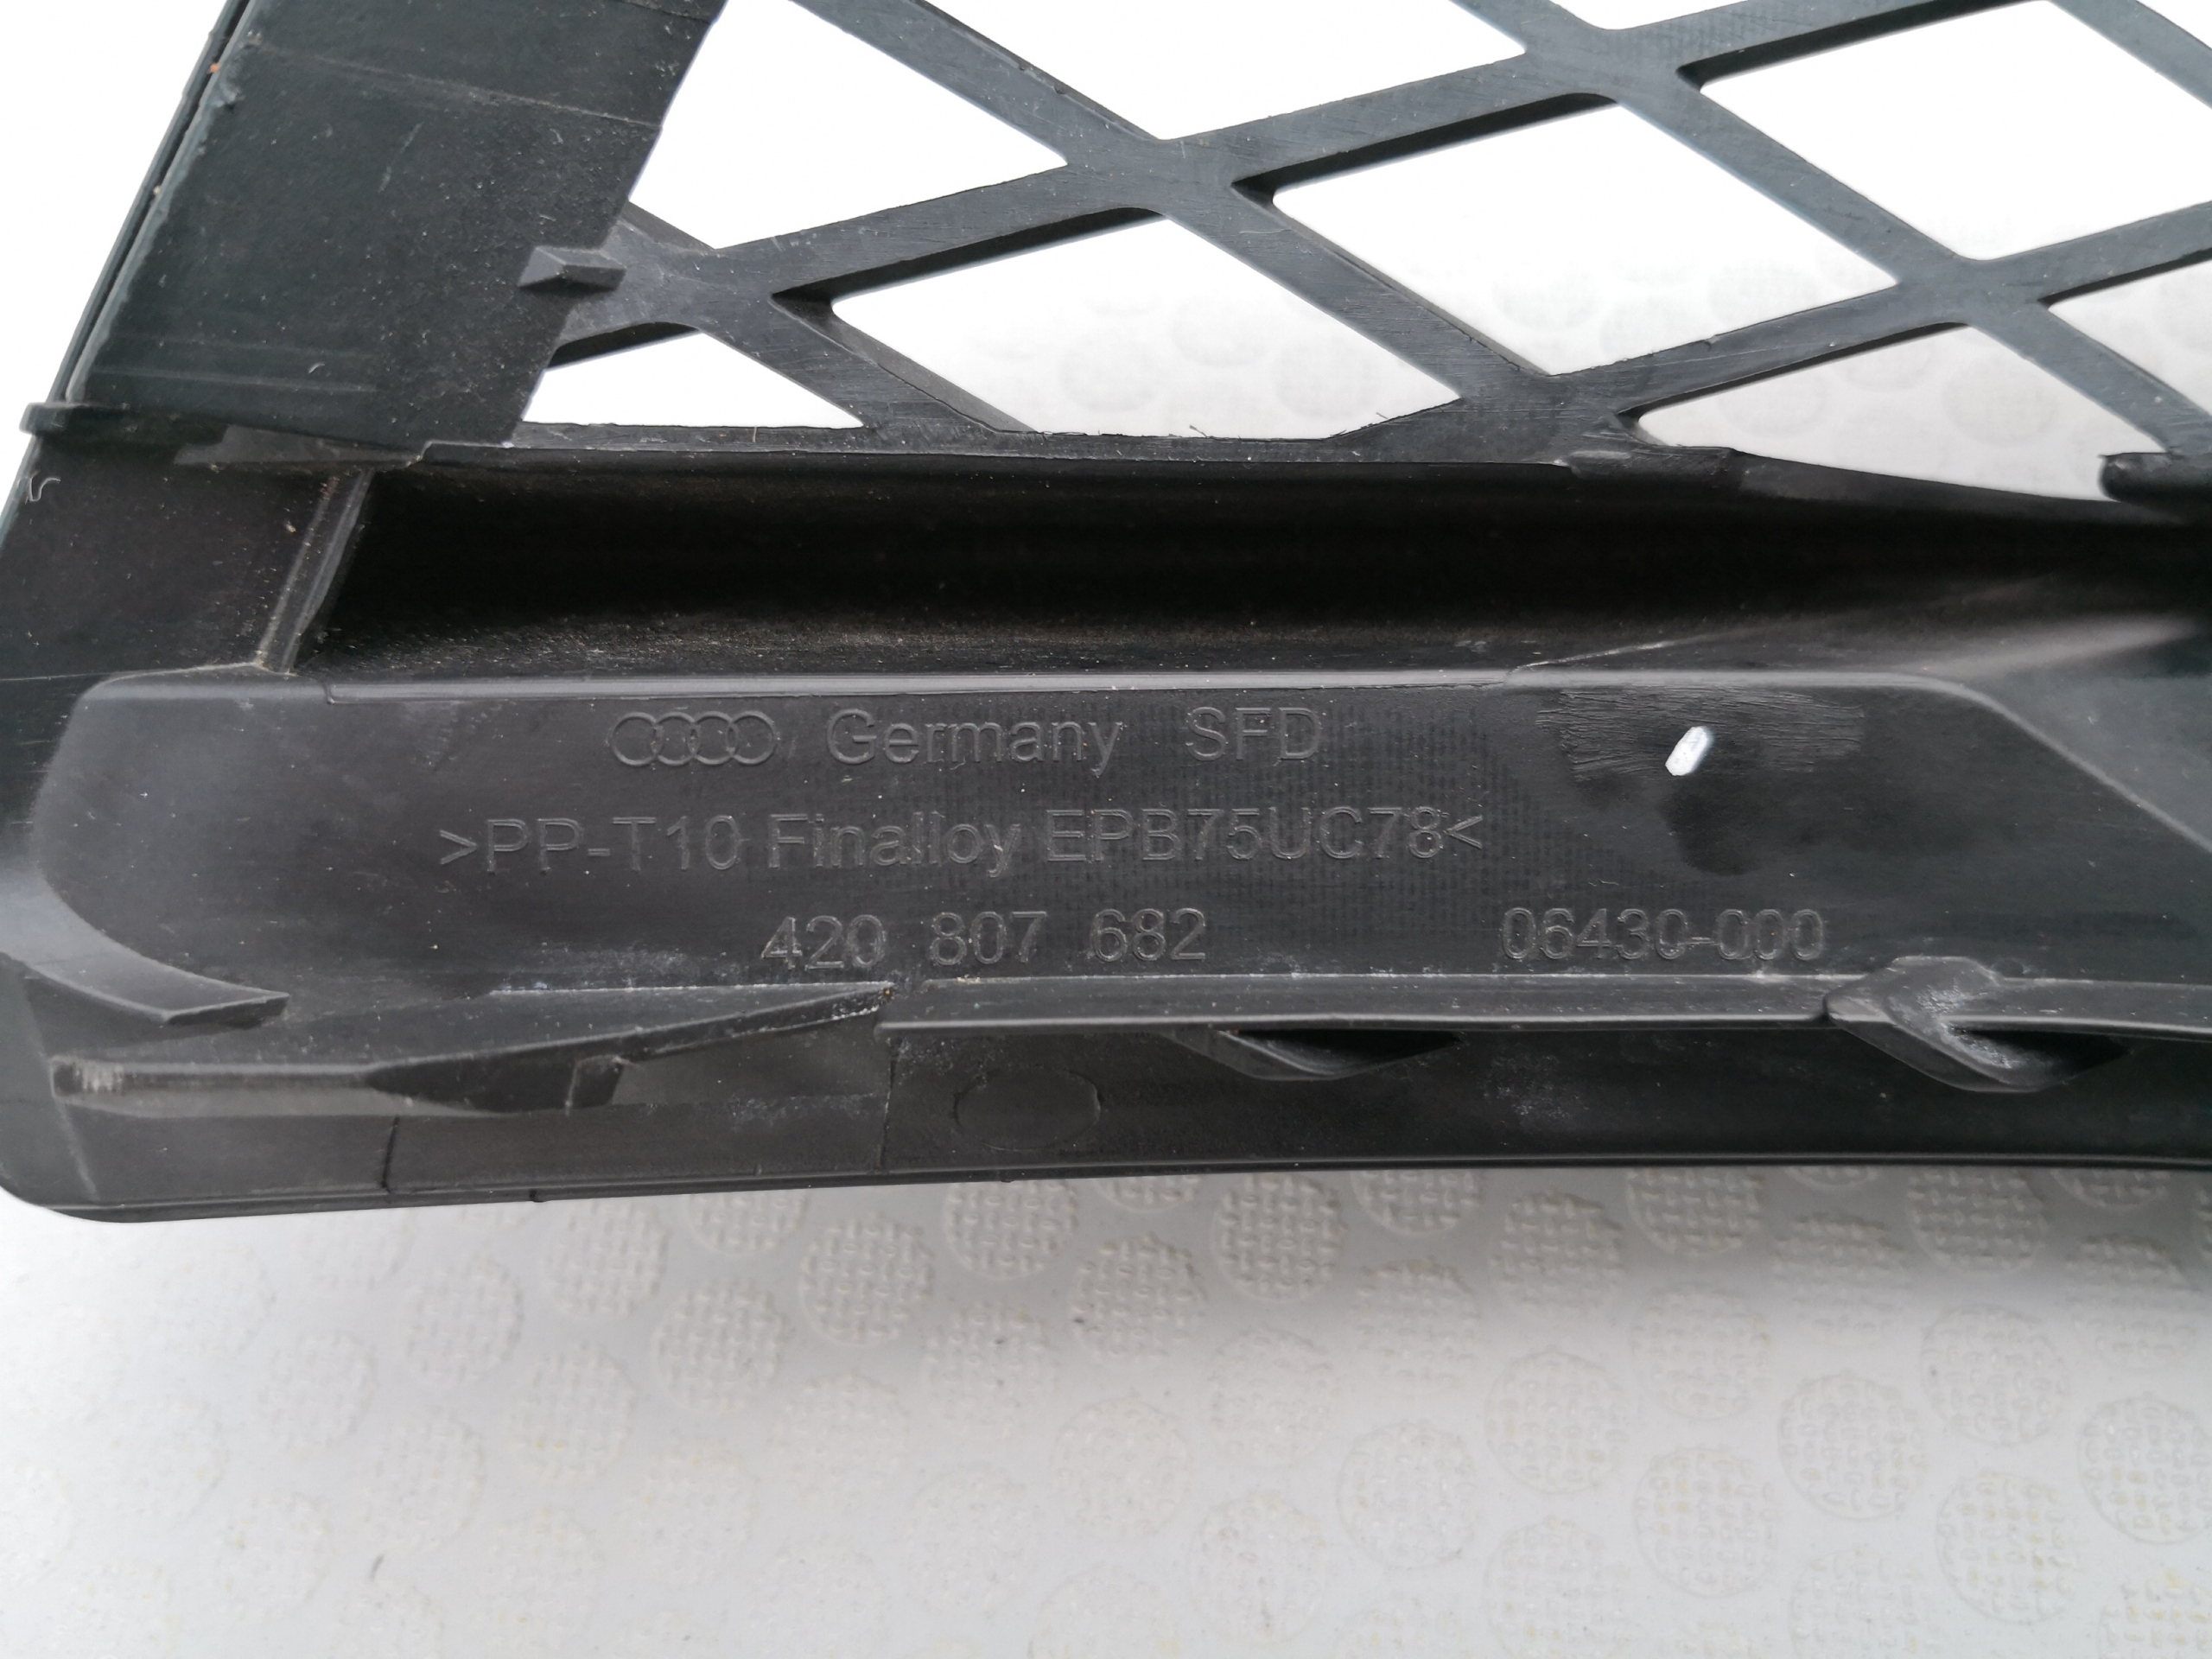 Germany SFD
>PP-T10 Finalloy EPB75UC78<
420 807 682 06430-000